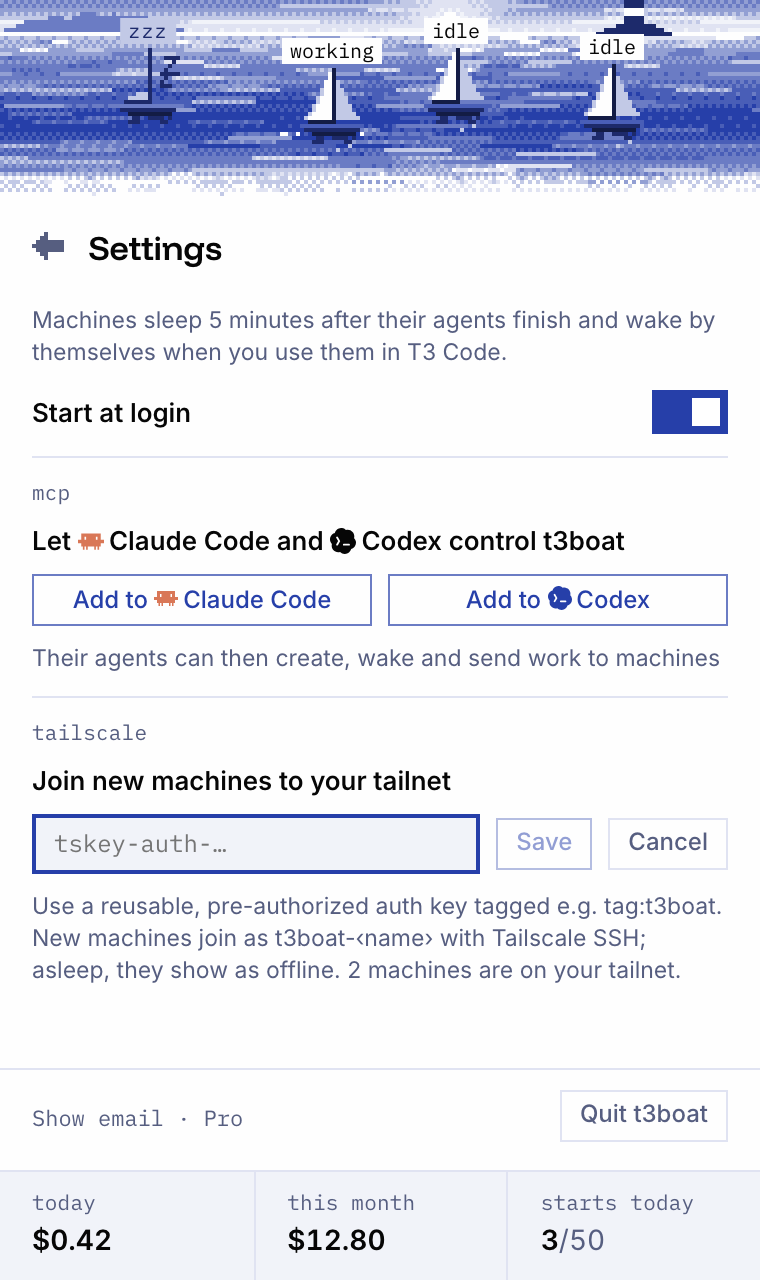 zzz
working
idle
idle
Settings
Machines sleep 5 minutes after their agents finish and wake by
themselves when you use them in T3 Code.
Start at login
mcp
Let Claude Code and Codex control t3boat
Add to Claude Code
Add to Codex
Their agents can then create, wake and send work to machines
tailscale
Join new machines to your tailnet
tskey-auth-…
Save
Cancel
Use a reusable, pre-authorized auth key tagged e.g. tag:t3boat.
New machines join as t3boat-‹name› with Tailscale SSH;
asleep, they show as offline. 2 machines are on your tailnet.
Show email · Pro
Quit t3boat
today
$0.42
this month
$12.80
starts today
3/50